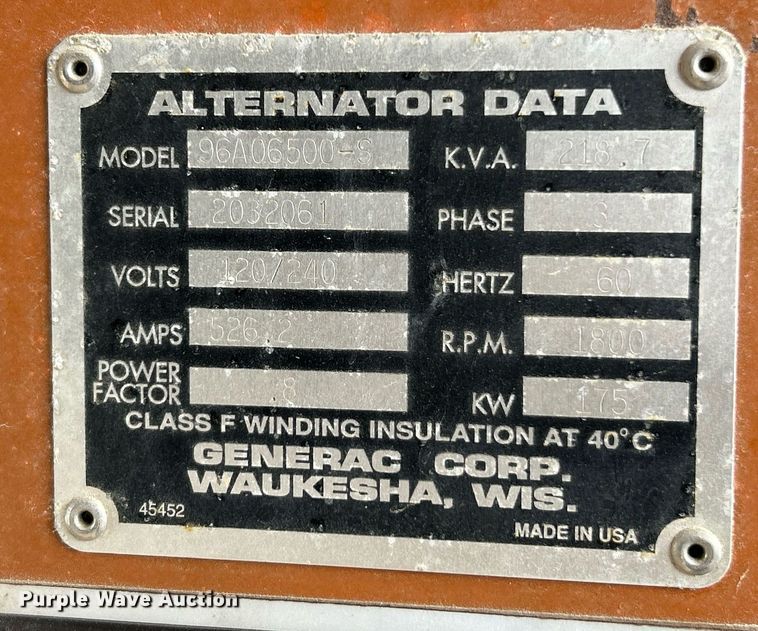 ALTERNATOR DATA
MODEL 96A06500-S K.V.A. 218.7
SERIAL 2032061 PHASE 3
VOLTS 120/240 HERTZ 60
AMPS 526.2 R.P.M. 1800
POWER
FACTOR .8 KW 175
CLASS F WINDING INSULATION AT 40°C
GENERAC CORP.
WAUKESHA, WIS.
45452 MADE IN USA
Purple Wave Auction